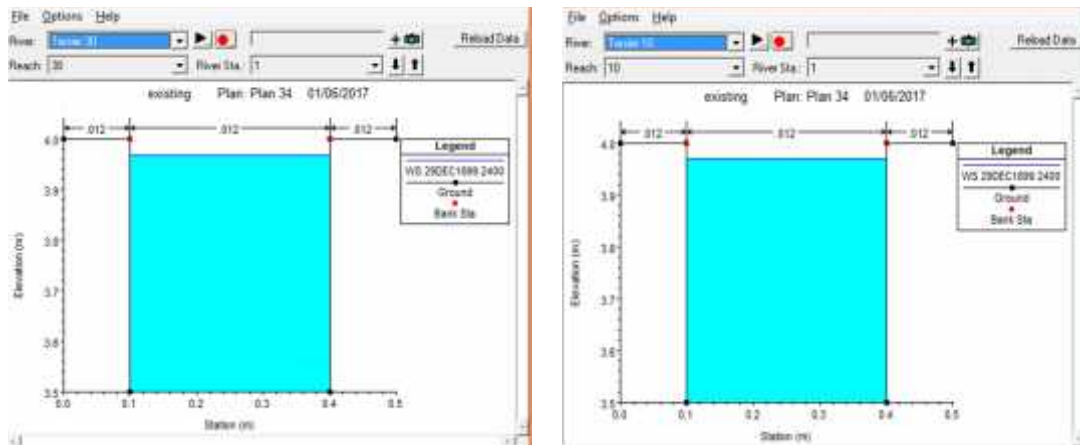 File Options Help
River: Tersier 30
Reload Data
Reach: 30 River Sta.: 1
existing Plan: Plan 34 01/06/2017
.012 .012 .012
Legend
WS 29DEC1899 2400
Ground
Bank Sta
4.0
3.9
3.8
3.7
3.6
3.5
Elevation (m)
0.0 0.1 0.2 0.3 0.4 0.5
Station (m)
File Options Help
River: Tersier 10
Reload Data
Reach: 10 River Sta.: 1
existing Plan: Plan 34 01/06/2017
.012 .012 .012
Legend
WS 29DEC1899 2400
Ground
Bank Sta
4.0
3.9
3.8
3.7
3.6
3.5
Elevation (m)
0.0 0.1 0.2 0.3 0.4 0.5
Station (m)